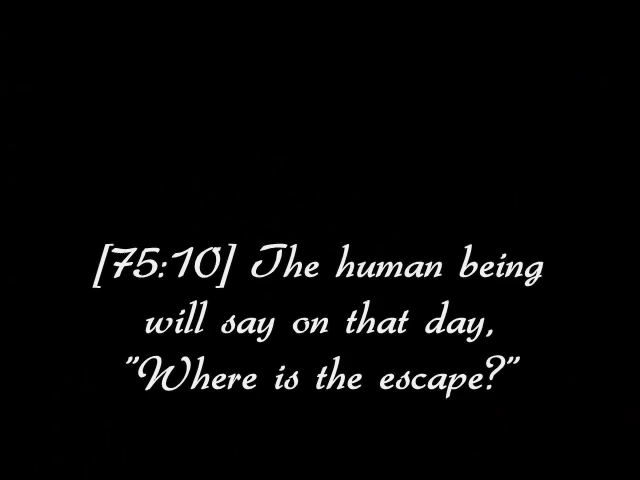 [75:10] The human being
will say on that day,
"Where is the escape?"